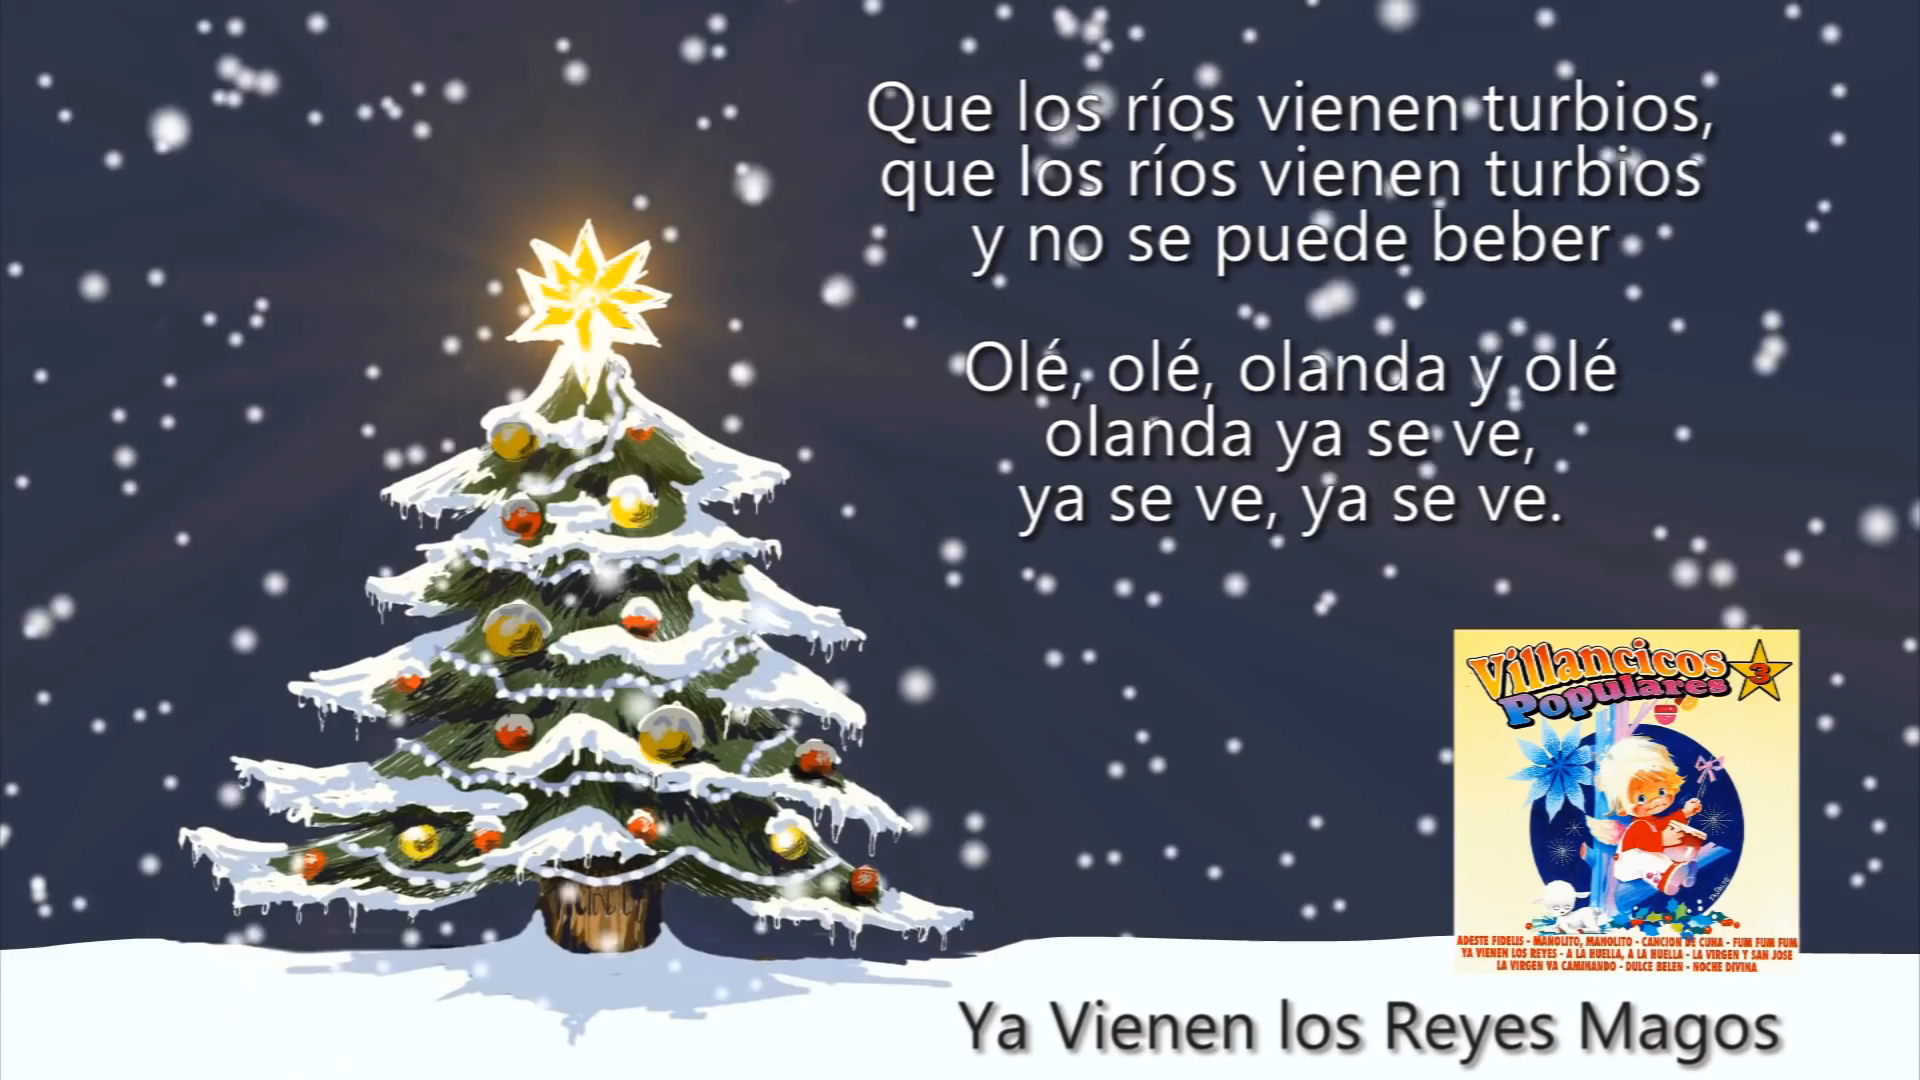 Que los ríos vienen turbios,
que los ríos vienen turbios
y no se puede beber
Olé, olé, olanda y olé
olanda ya se ve,
ya se ve, ya se ve.
Villancicos
Populares
3
ADESTE FIDELIS - MAÑOLITO, MAÑOLITO - CANCION DE CUNA - FUM FUM FUM
YA VIENEN LOS REYES - A LA HUELLA, A LA HUELLA - LA VIRGEN Y SAN JOSE
LA VIRGEN VA CAMINANDO - DULCE BELEN - NOCHE DIVINA
Ya Vienen los Reyes Magos